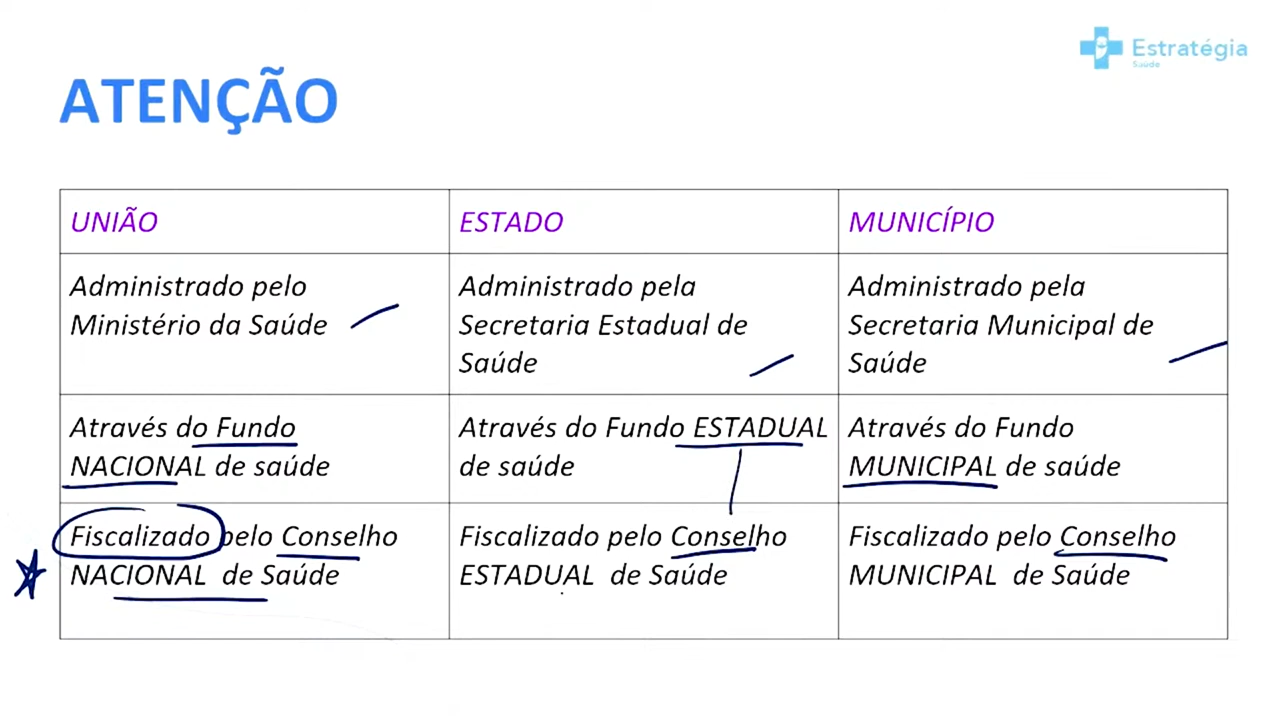 Estratégia
Saúde
ATENÇÃO
UNIÃO
ESTADO
MUNICÍPIO
Administrado pelo
Ministério da Saúde
Administrado pela
Secretaria Estadual de
Saúde
Administrado pela
Secretaria Municipal de
Saúde
Através do Fundo
NACIONAL de saúde
Através do Fundo ESTADUAL
de saúde
Através do Fundo
MUNICIPAL de saúde
Fiscalizado pelo Conselho
NACIONAL de Saúde
Fiscalizado pelo Conselho
ESTADUAL de Saúde
Fiscalizado pelo Conselho
MUNICIPAL de Saúde